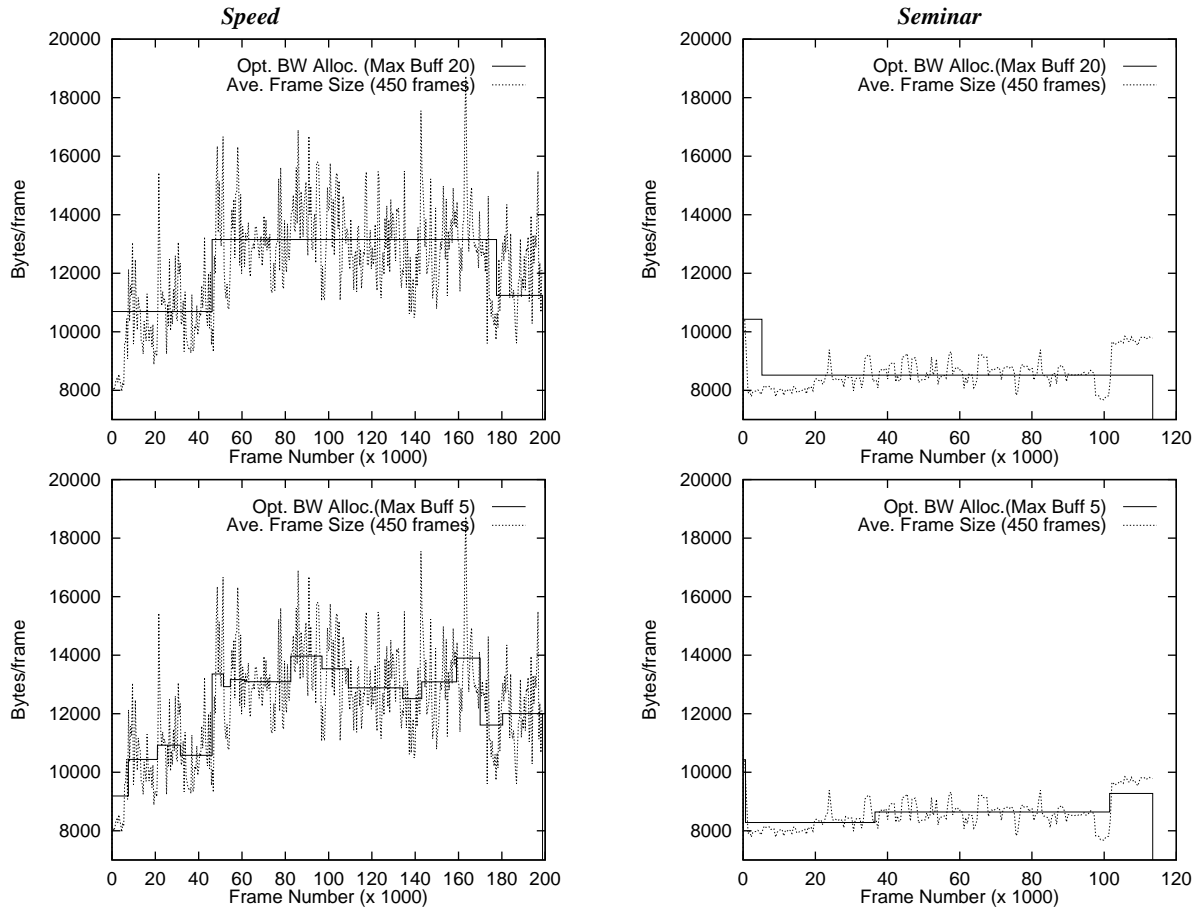 Speed
20000
18000
16000
14000
12000
10000
8000
Bytes/frame
Opt. BW Alloc. (Max Buff 20)
Ave. Frame Size (450 frames)
0 20 40 60 80 100 120 140 160 180 200
Frame Number (x 1000)
Seminar
20000
18000
16000
14000
12000
10000
8000
Bytes/frame
Opt. BW Alloc.(Max Buff 20)
Ave. Frame Size (450 frames)
0 20 40 60 80 100 120
Frame Number (x 1000)
20000
18000
16000
14000
12000
10000
8000
Bytes/frame
Opt. BW Alloc.(Max Buff 5)
Ave. Frame Size (450 frames)
0 20 40 60 80 100 120 140 160 180 200
Frame Number (x 1000)
20000
18000
16000
14000
12000
10000
8000
Bytes/frame
Opt. BW Alloc.(Max Buff 5)
Ave. Frame Size (450 frames)
0 20 40 60 80 100 120
Frame Number (x 1000)